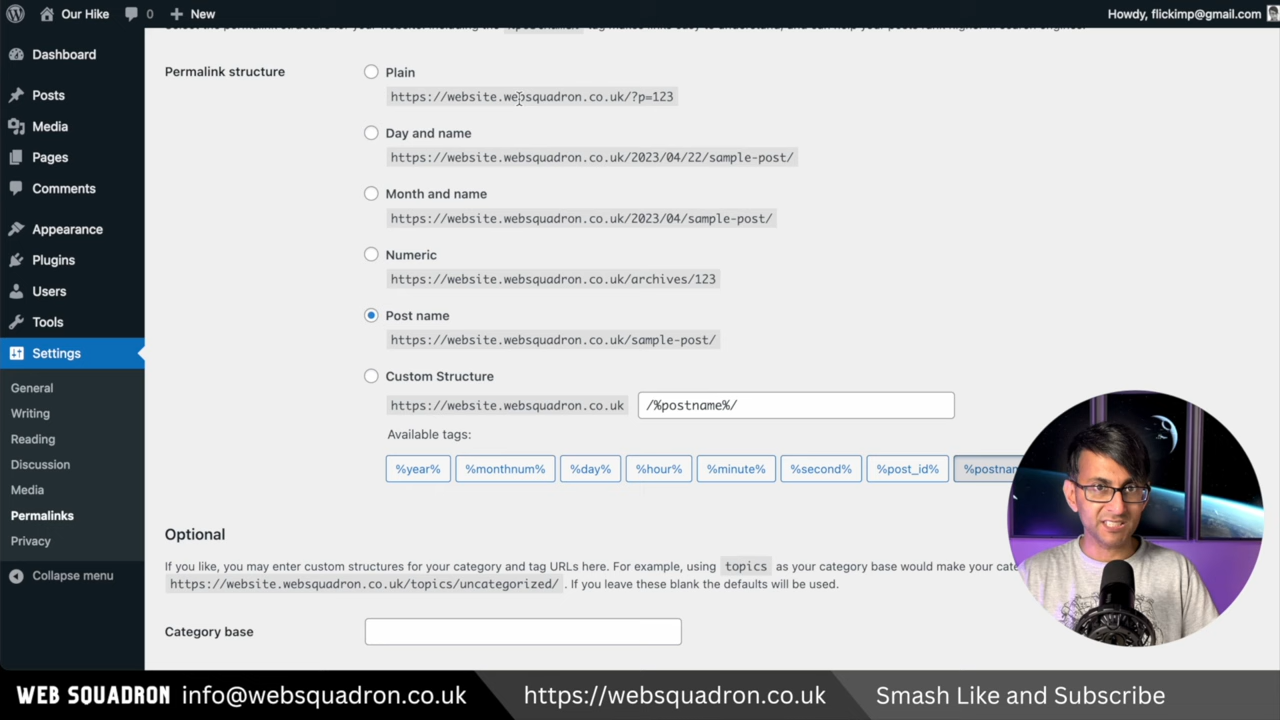 Our Hike
0
New
Howdy, flickimp@gmail.com
Dashboard
Posts
Media
Pages
Comments
Appearance
Plugins
Users
Tools
Settings
General
Writing
Reading
Discussion
Media
Permalinks
Privacy
Collapse menu
Permalink structure
Plain
https://website.websquadron.co.uk/?p=123
Day and name
https://website.websquadron.co.uk/2023/04/22/sample-post/
Month and name
https://website.websquadron.co.uk/2023/04/sample-post/
Numeric
https://website.websquadron.co.uk/archives/123
Post name
https://website.websquadron.co.uk/sample-post/
Custom Structure
https://website.websquadron.co.uk /%postname%/
Available tags:
%year% %monthnum% %day% %hour% %minute% %second% %post_id% %postnam
Optional
If you like, you may enter custom structures for your category and tag URLs here. For example, using topics as your category base would make your cate
https://website.websquadron.co.uk/topics/uncategorized/ . If you leave these blank the defaults will be used.
Category base
WEB SQUADRON info@websquadron.co.uk https://websquadron.co.uk Smash Like and Subscribe